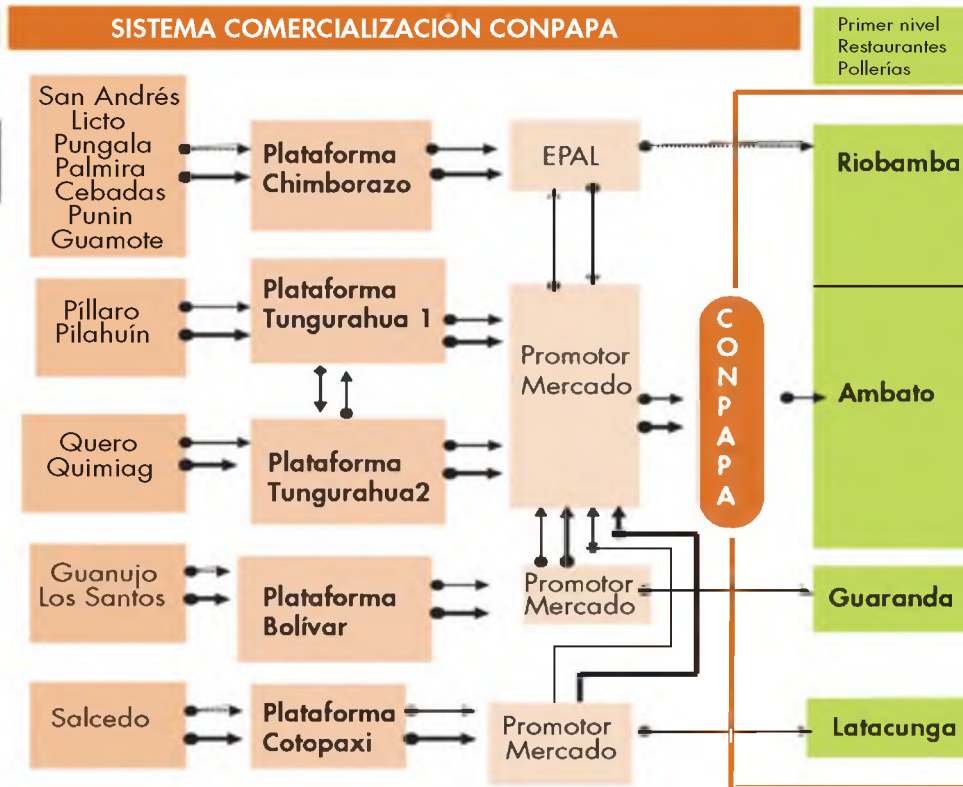 SISTEMA COMERCIALIZACIÓN CONPAPA
Primer nivel
Restaurantes
Pollerías
San Andrés
Licto
Pungala
Palmira
Cebadas
Punin
Guamote
Plataforma
Chimborazo
EPAL
Riobamba
Píllaro
Pilahuín
Plataforma
Tungurahua 1
Promotor
Mercado
CONPAPA
Ambato
Quero
Quimiag
Plataforma
Tungurahua2
Guanujo
Los Santos
Plataforma
Bolívar
Promotor
Mercado
Guaranda
Salcedo
Plataforma
Cotopaxi
Promotor
Mercado
Latacunga